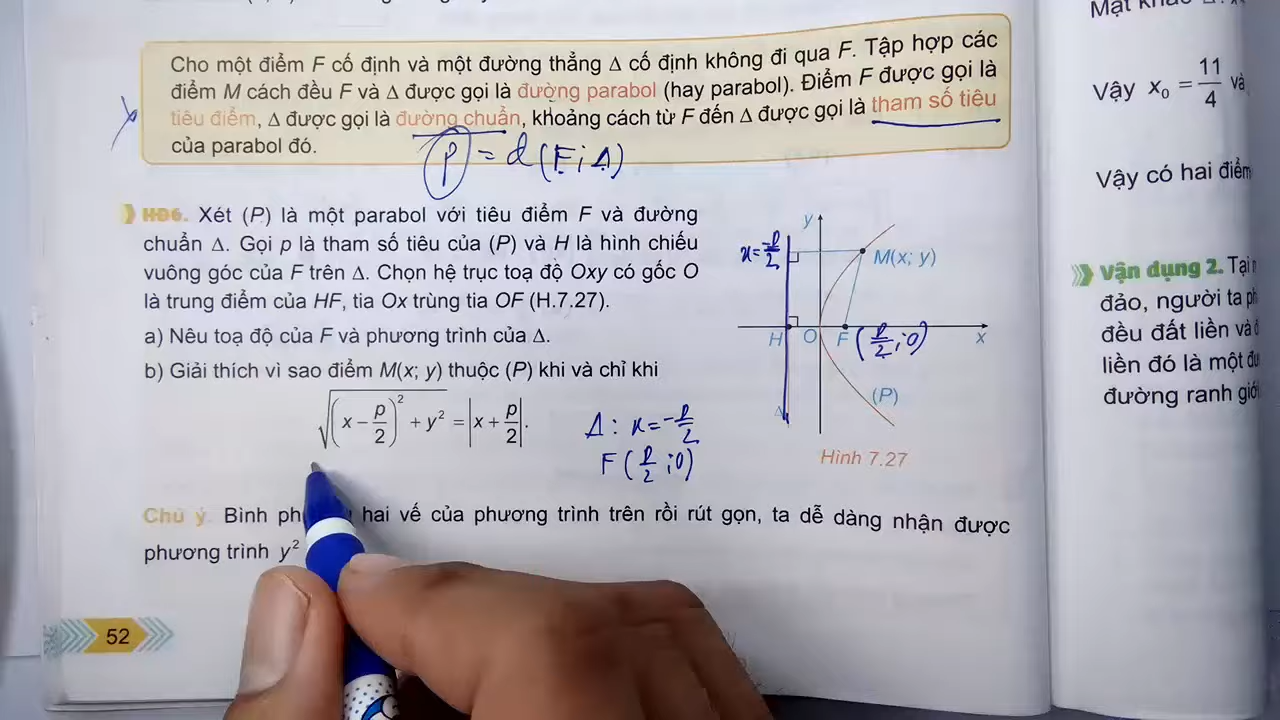 Cho một điểm F cố định và một đường thẳng Δ cố định không đi qua F. Tập hợp các
điểm M cách đều F và Δ được gọi là đường parabol (hay parabol). Điểm F được gọi là
tiêu điểm, Δ được gọi là đường chuẩn, khoảng cách từ F đến Δ được gọi là tham số tiêu
của parabol đó.
p = d(F; Δ)
HĐ6. Xét (P) là một parabol với tiêu điểm F và đường
chuẩn Δ. Gọi p là tham số tiêu của (P) và H là hình chiếu
vuông góc của F trên Δ. Chọn hệ trục toạ độ Oxy có gốc O
là trung điểm của HF, tia Ox trùng tia OF (H.7.27).
a) Nêu toạ độ của F và phương trình của Δ.
b) Giải thích vì sao điểm M(x; y) thuộc (P) khi và chỉ khi
√((x − p/2)² + y²) = |x + p/2|.
Δ: x = −p/2
F(p/2; 0)
y
x = −p/2
M(x; y)
H O F (p/2; 0) x
Δ
(P)
Hình 7.27
Chú ý. Bình hai vế của phương trình trên rồi rút gọn, ta dễ dàng nhận được
phương trình y²
52
Vậy x₀ = 11/4 và
Vậy có hai điểm
Vận dụng 2. Tại
đảo, người ta
đều đất liền và
liền đó là một
đường ranh giới